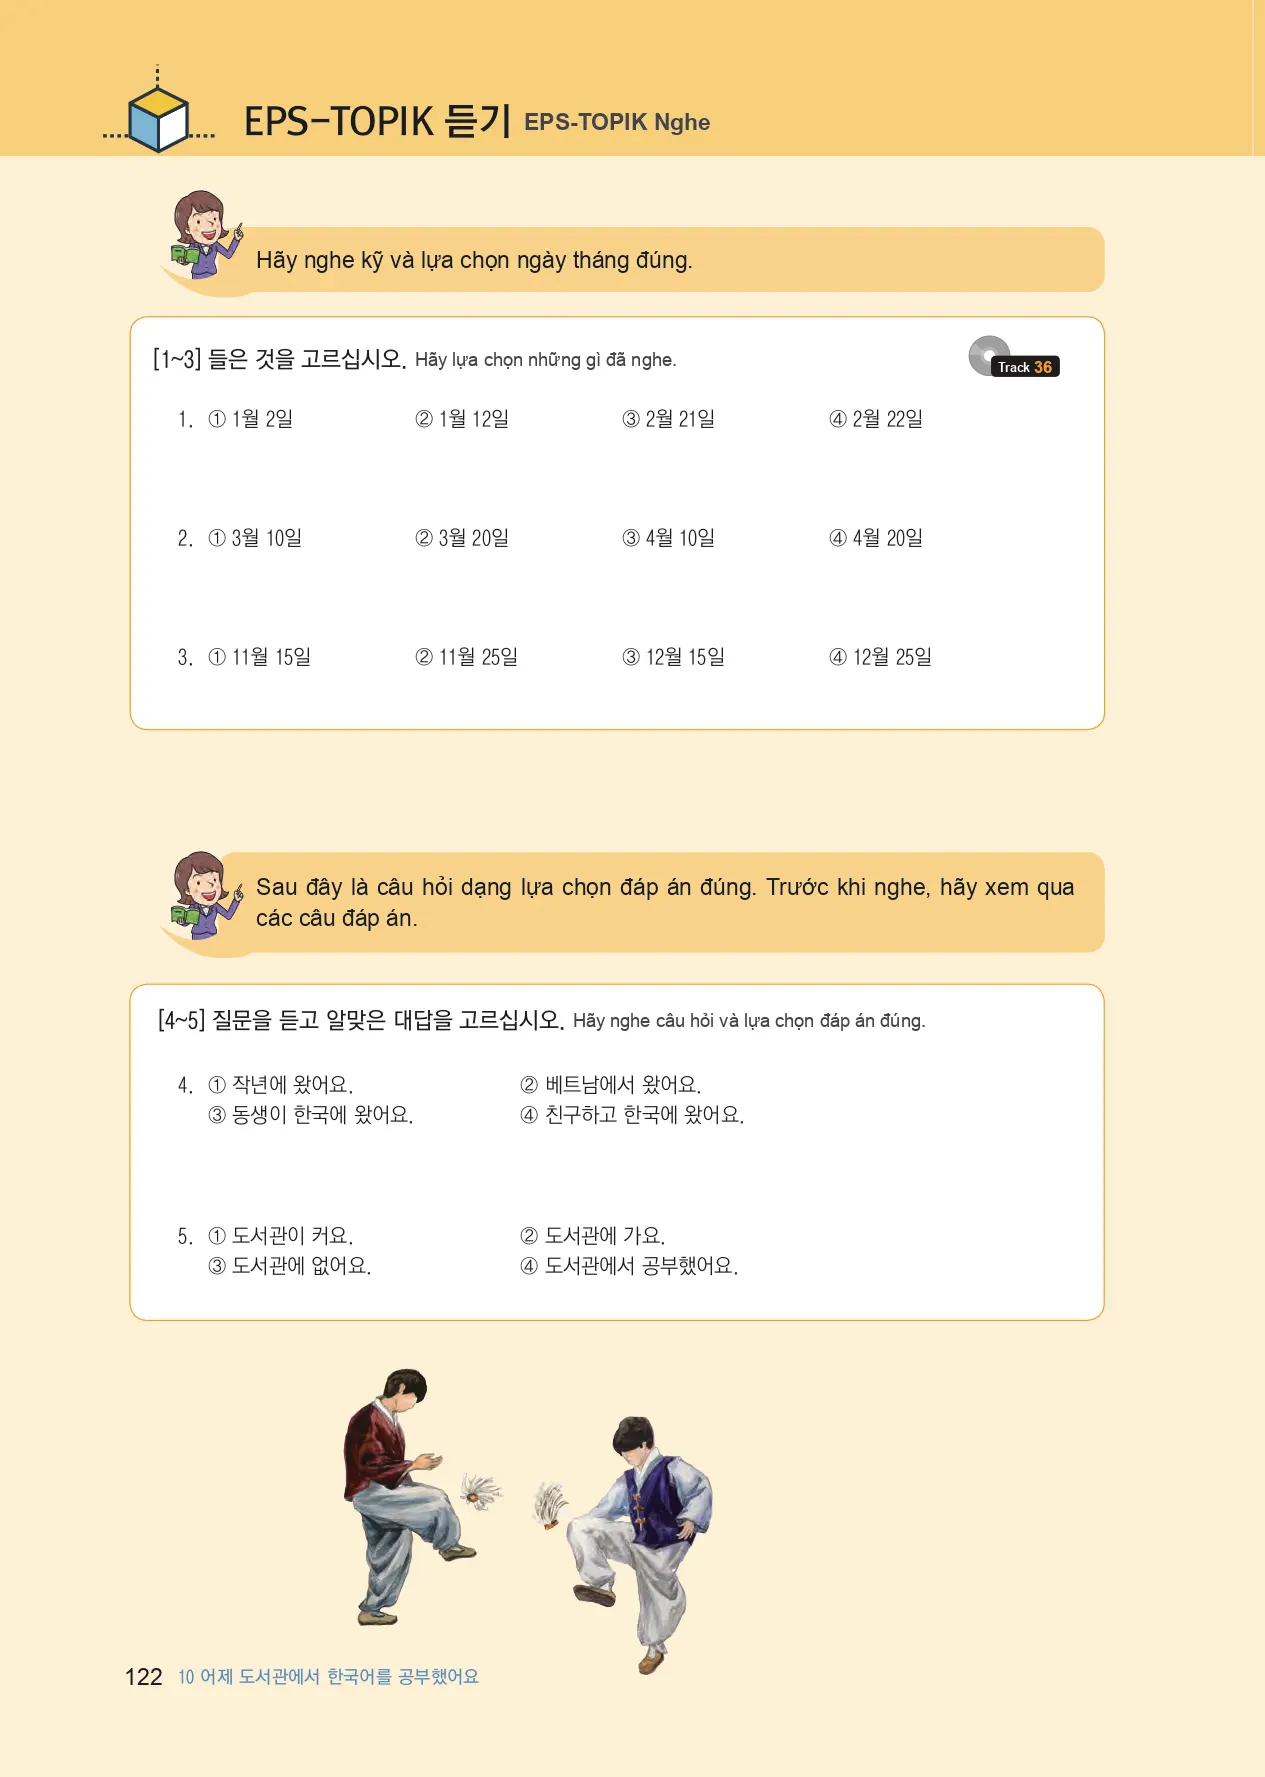 EPS-TOPIK 듣기 EPS-TOPIK Nghe
Hãy nghe kỹ và lựa chọn ngày tháng đúng.
[1~3] 들은 것을 고르십시오. Hãy lựa chọn những gì đã nghe.
Track 36
1. ① 1월 2일 ② 1월 12일 ③ 2월 21일 ④ 2월 22일
2. ① 3월 10일 ② 3월 20일 ③ 4월 10일 ④ 4월 20일
3. ① 11월 15일 ② 11월 25일 ③ 12월 15일 ④ 12월 25일
Sau đây là câu hỏi dạng lựa chọn đáp án đúng. Trước khi nghe, hãy xem qua
các câu đáp án.
[4~5] 질문을 듣고 알맞은 대답을 고르십시오. Hãy nghe câu hỏi và lựa chọn đáp án đúng.
4. ① 작년에 왔어요. ② 베트남에서 왔어요.
③ 동생이 한국에 왔어요. ④ 친구하고 한국에 왔어요.
5. ① 도서관이 커요. ② 도서관에 가요.
③ 도서관에 없어요. ④ 도서관에서 공부했어요.
122 10 어제 도서관에서 한국어를 공부했어요